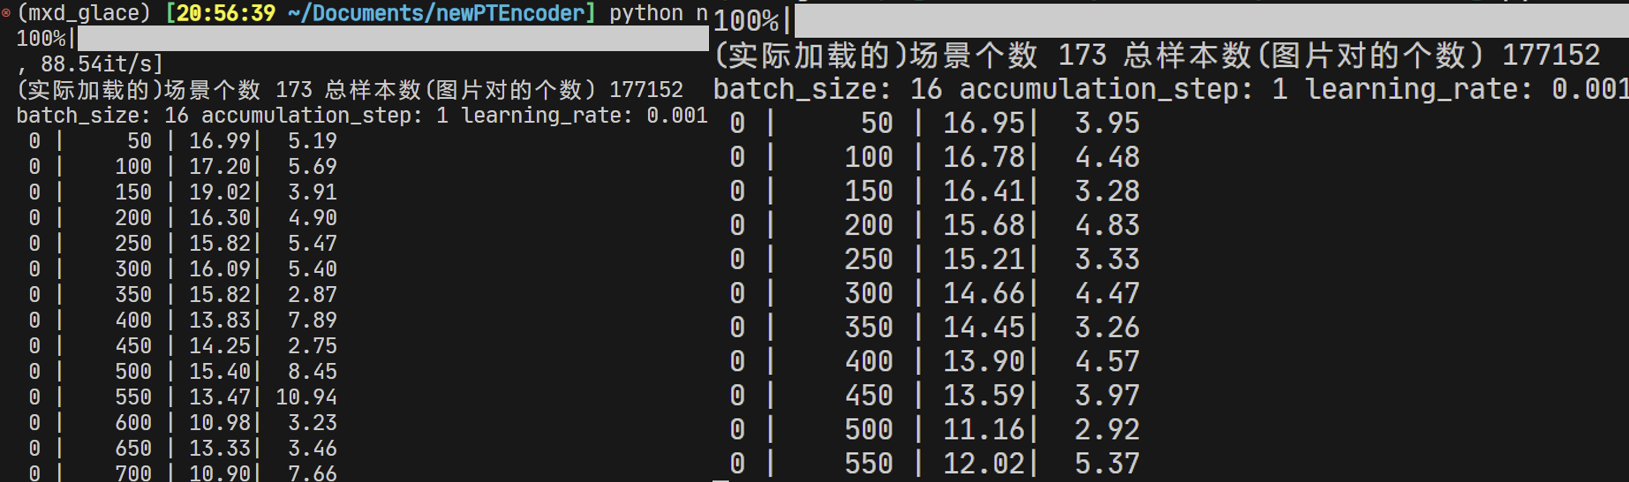 (mxd_glace) [20:56:39 ~/Documents/newPTEncoder] python n
100%|
, 88.54it/s]
(实际加载的)场景个数 173 总样本数(图片对的个数) 177152
batch_size: 16 accumulation_step: 1 learning_rate: 0.001
0 | 50 | 16.99| 5.19
0 | 100 | 17.20| 5.69
0 | 150 | 19.02| 3.91
0 | 200 | 16.30| 4.90
0 | 250 | 15.82| 5.47
0 | 300 | 16.09| 5.40
0 | 350 | 15.82| 2.87
0 | 400 | 13.83| 7.89
0 | 450 | 14.25| 2.75
0 | 500 | 15.40| 8.45
0 | 550 | 13.47| 10.94
0 | 600 | 10.98| 3.23
0 | 650 | 13.33| 3.46
0 | 700 | 10.90| 7.66
100%|
(实际加载的)场景个数 173 总样本数(图片对的个数) 177152
batch_size: 16 accumulation_step: 1 learning_rate: 0.001
0 | 50 | 16.95| 3.95
0 | 100 | 16.78| 4.48
0 | 150 | 16.41| 3.28
0 | 200 | 15.68| 4.83
0 | 250 | 15.21| 3.33
0 | 300 | 14.66| 4.47
0 | 350 | 14.45| 3.26
0 | 400 | 13.90| 4.57
0 | 450 | 13.59| 3.97
0 | 500 | 11.16| 2.92
0 | 550 | 12.02| 5.37